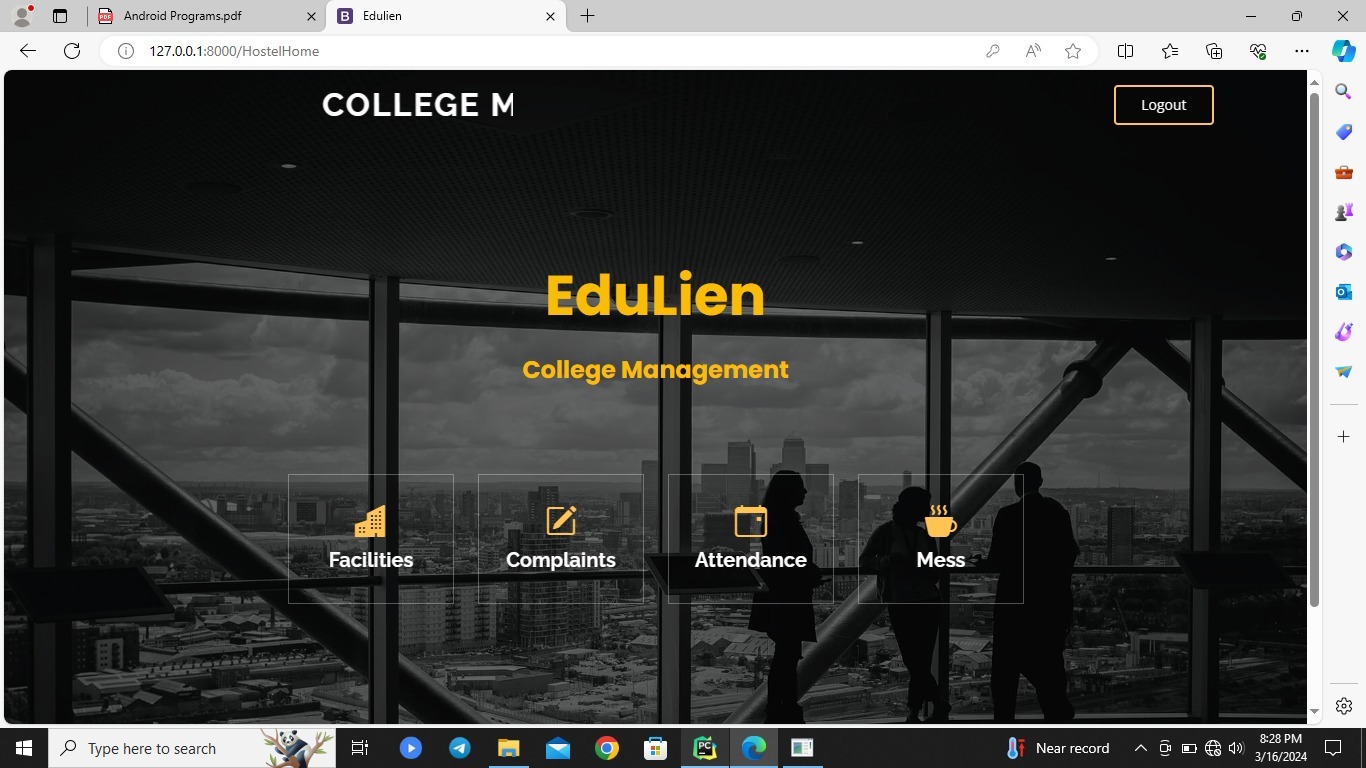 Android Programs.pdf
Edulien
127.0.0.1:8000/HostelHome
COLLEGE M
Logout
EduLien
College Management
Facilities
Complaints
Attendance
Mess
Type here to search
PC
Near record
8:28 PM
3/16/2024